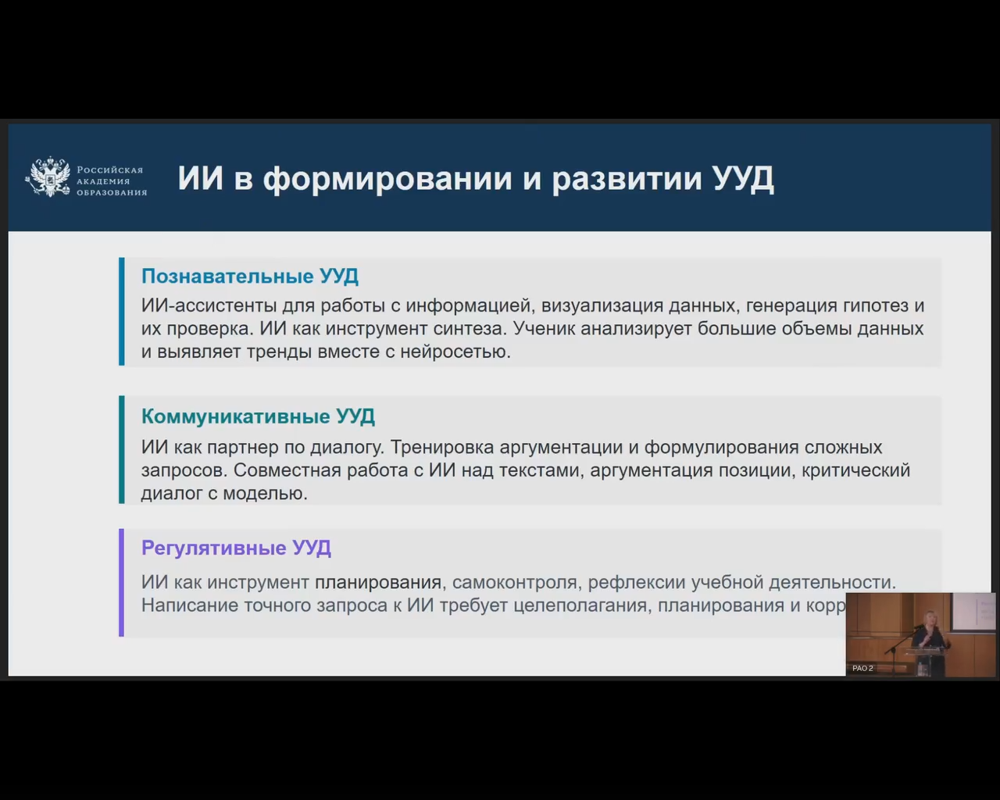 Российская
академия
образования
ИИ в формировании и развитии УУД
Познавательные УУД
ИИ-ассистенты для работы с информацией, визуализация данных, генерация гипотез и
их проверка. ИИ как инструмент синтеза. Ученик анализирует большие объемы данных
и выявляет тренды вместе с нейросетью.
Коммуникативные УУД
ИИ как партнер по диалогу. Тренировка аргументации и формулирования сложных
запросов. Совместная работа с ИИ над текстами, аргументация позиции, критический
диалог с моделью.
Регулятивные УУД
ИИ как инструмент планирования, самоконтроля, рефлексии учебной деятельности.
Написание точного запроса к ИИ требует целеполагания, планирования и корр
РАО 2